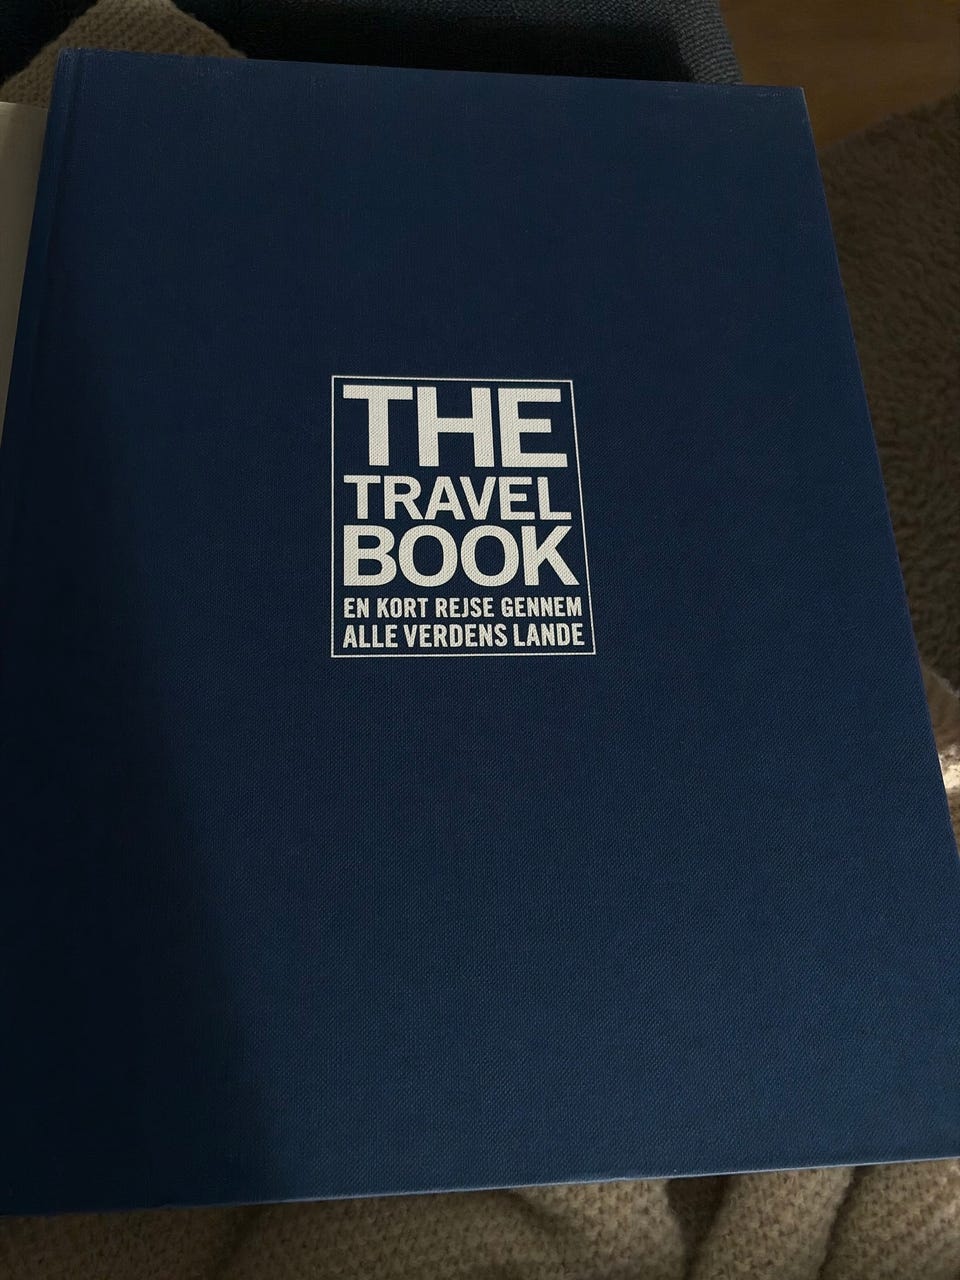 THE
TRAVEL
BOOK
EN KORT REJSE GENNEM
ALLE VERDENS LANDE